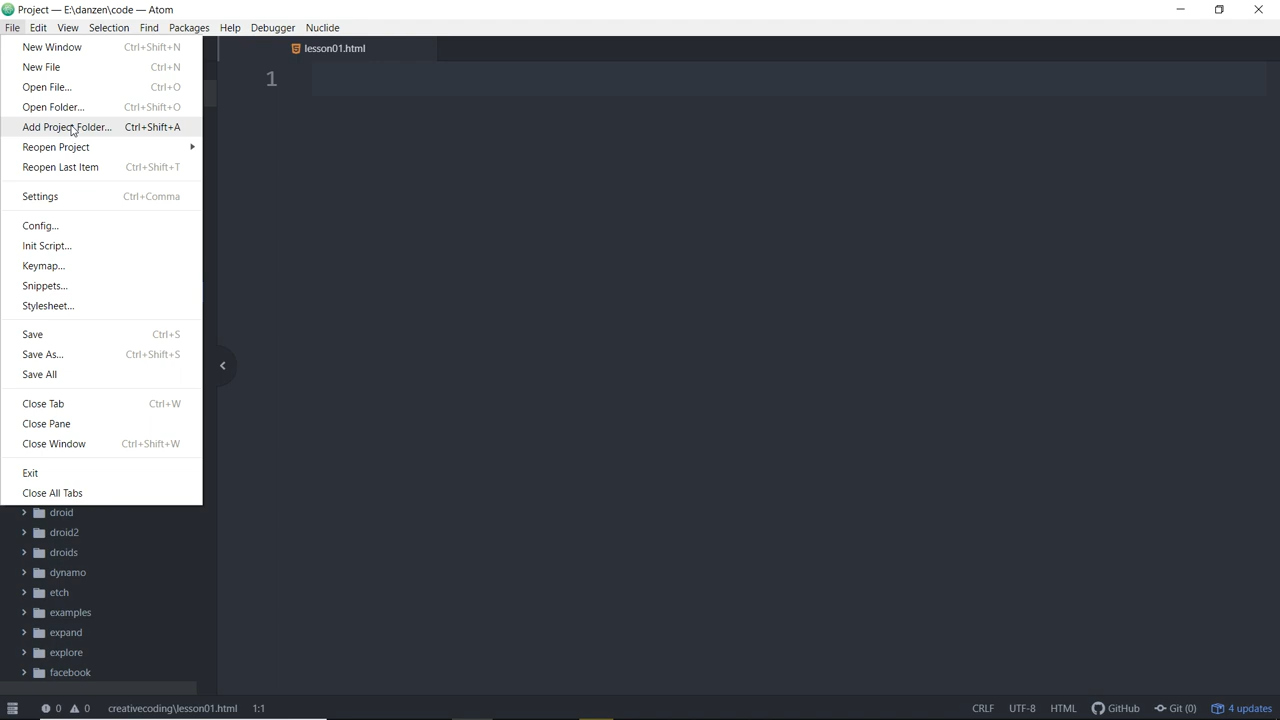 Project — E:\danzen\code — Atom
File Edit View Selection Find Packages Help Debugger Nuclide
New Window Ctrl+Shift+N
New File Ctrl+N
Open File... Ctrl+O
Open Folder... Ctrl+Shift+O
Add Project Folder... Ctrl+Shift+A
Reopen Project
Reopen Last Item Ctrl+Shift+T
Settings Ctrl+Comma
Config...
Init Script...
Keymap...
Snippets...
Stylesheet...
Save Ctrl+S
Save As... Ctrl+Shift+S
Save All
Close Tab Ctrl+W
Close Pane
Close Window Ctrl+Shift+W
Exit
Close All Tabs
droid
droid2
droids
dynamo
etch
examples
expand
explore
facebook
lesson01.html
1
0 0 creativecoding\lesson01.html 1:1 CRLF UTF-8 HTML GitHub Git (0) 4 updates